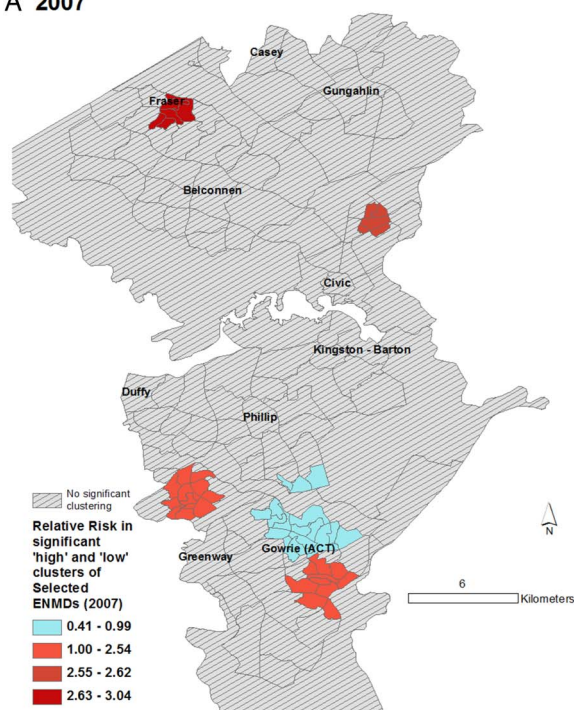 A 2007
Casey
Gungahlin
Fraser
Belconnen
Civic
Kingston - Barton
Duffy
Phillip
No significant
clustering
Relative Risk in
significant
'high' and 'low'
clusters of
Selected
ENMDs (2007)
0.41 - 0.99
1.00 - 2.54
2.55 - 2.62
2.63 - 3.04
Greenway
Gowrie (ACT)
N
6
Kilometers